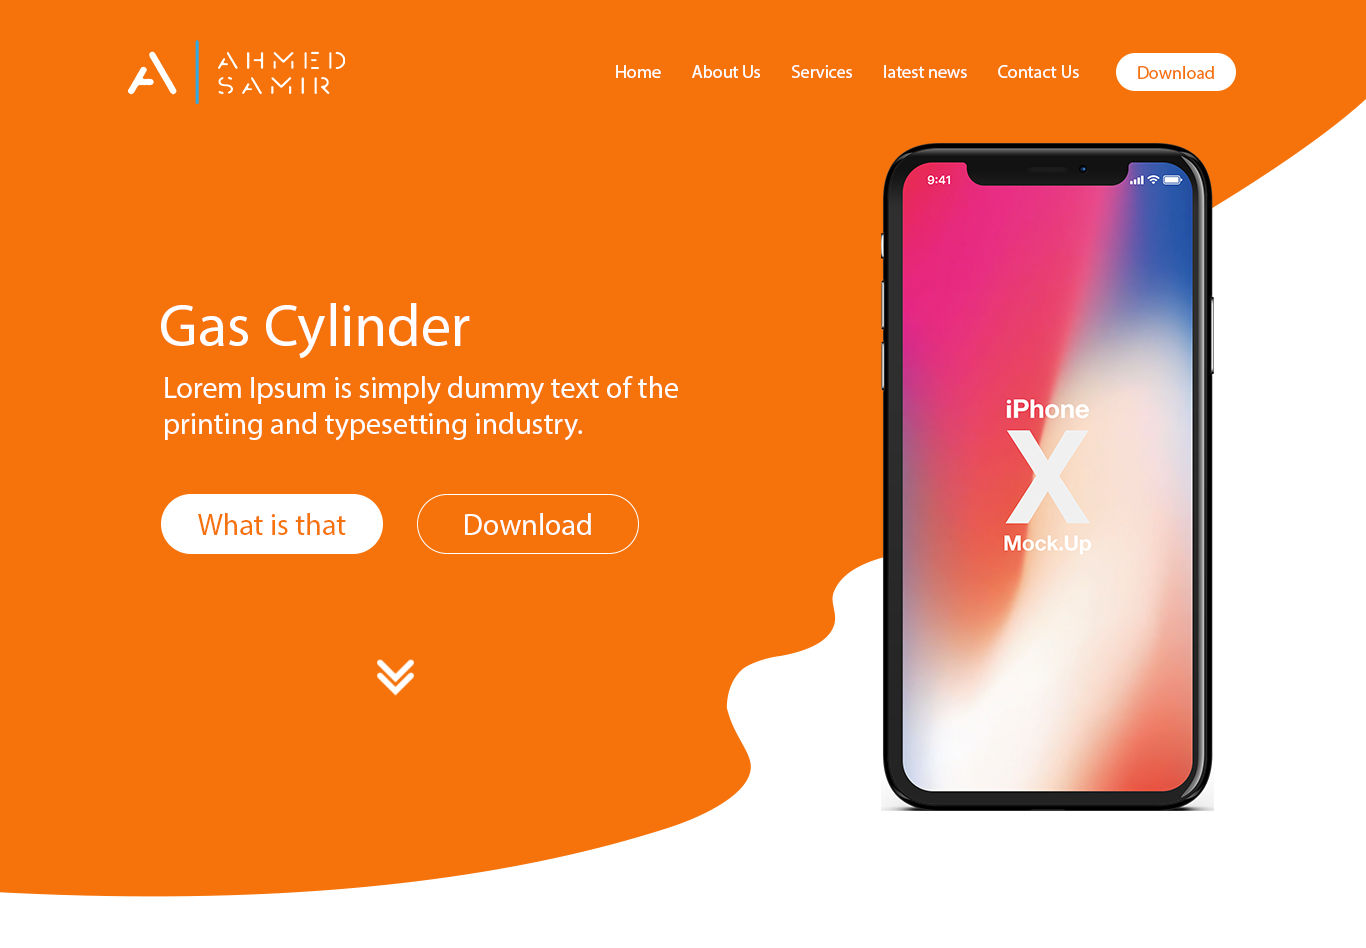 AHMED
SAMIR
Home About Us Services latest news Contact Us Download
9:41
Gas Cylinder
Lorem Ipsum is simply dummy text of the
printing and typesetting industry.
What is that Download
iPhone
X
Mock.Up